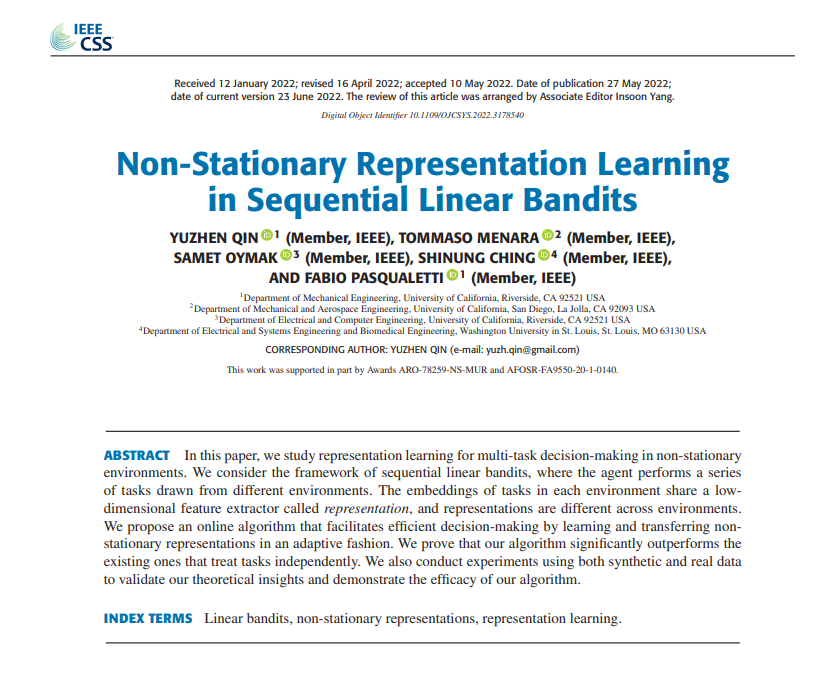 IEEE
CSS
Received 12 January 2022; revised 16 April 2022; accepted 10 May 2022. Date of publication 27 May 2022;
date of current version 23 June 2022. The review of this article was arranged by Associate Editor Insoon Yang.
Digital Object Identifier 10.1109/OJCSYS.2022.3178540
Non-Stationary Representation Learning
in Sequential Linear Bandits
YUZHEN QIN iD 1 (Member, IEEE), TOMMASO MENARA iD 2 (Member, IEEE),
SAMET OYMAK iD 3 (Member, IEEE), SHINUNG CHING iD 4 (Member, IEEE),
AND FABIO PASQUALETTI iD 1 (Member, IEEE)
1Department of Mechanical Engineering, University of California, Riverside, CA 92521 USA
2Department of Mechanical and Aerospace Engineering, University of California, San Diego, La Jolla, CA 92093 USA
3Department of Electrical and Computer Engineering, University of California, Riverside, CA 92521 USA
4Department of Electrical and Systems Engineering and Biomedical Engineering, Washington University in St. Louis, St. Louis, MO 63130 USA
CORRESPONDING AUTHOR: YUZHEN QIN (e-mail: yuzh.qin@gmail.com)
This work was supported in part by Awards ARO-78259-NS-MUR and AFOSR-FA9550-20-1-0140.
ABSTRACT In this paper, we study representation learning for multi-task decision-making in non-stationary
environments. We consider the framework of sequential linear bandits, where the agent performs a series
of tasks drawn from different environments. The embeddings of tasks in each environment share a low-
dimensional feature extractor called representation, and representations are different across environments.
We propose an online algorithm that facilitates efficient decision-making by learning and transferring non-
stationary representations in an adaptive fashion. We prove that our algorithm significantly outperforms the
existing ones that treat tasks independently. We also conduct experiments using both synthetic and real data
to validate our theoretical insights and demonstrate the efficacy of our algorithm.
INDEX TERMS Linear bandits, non-stationary representations, representation learning.